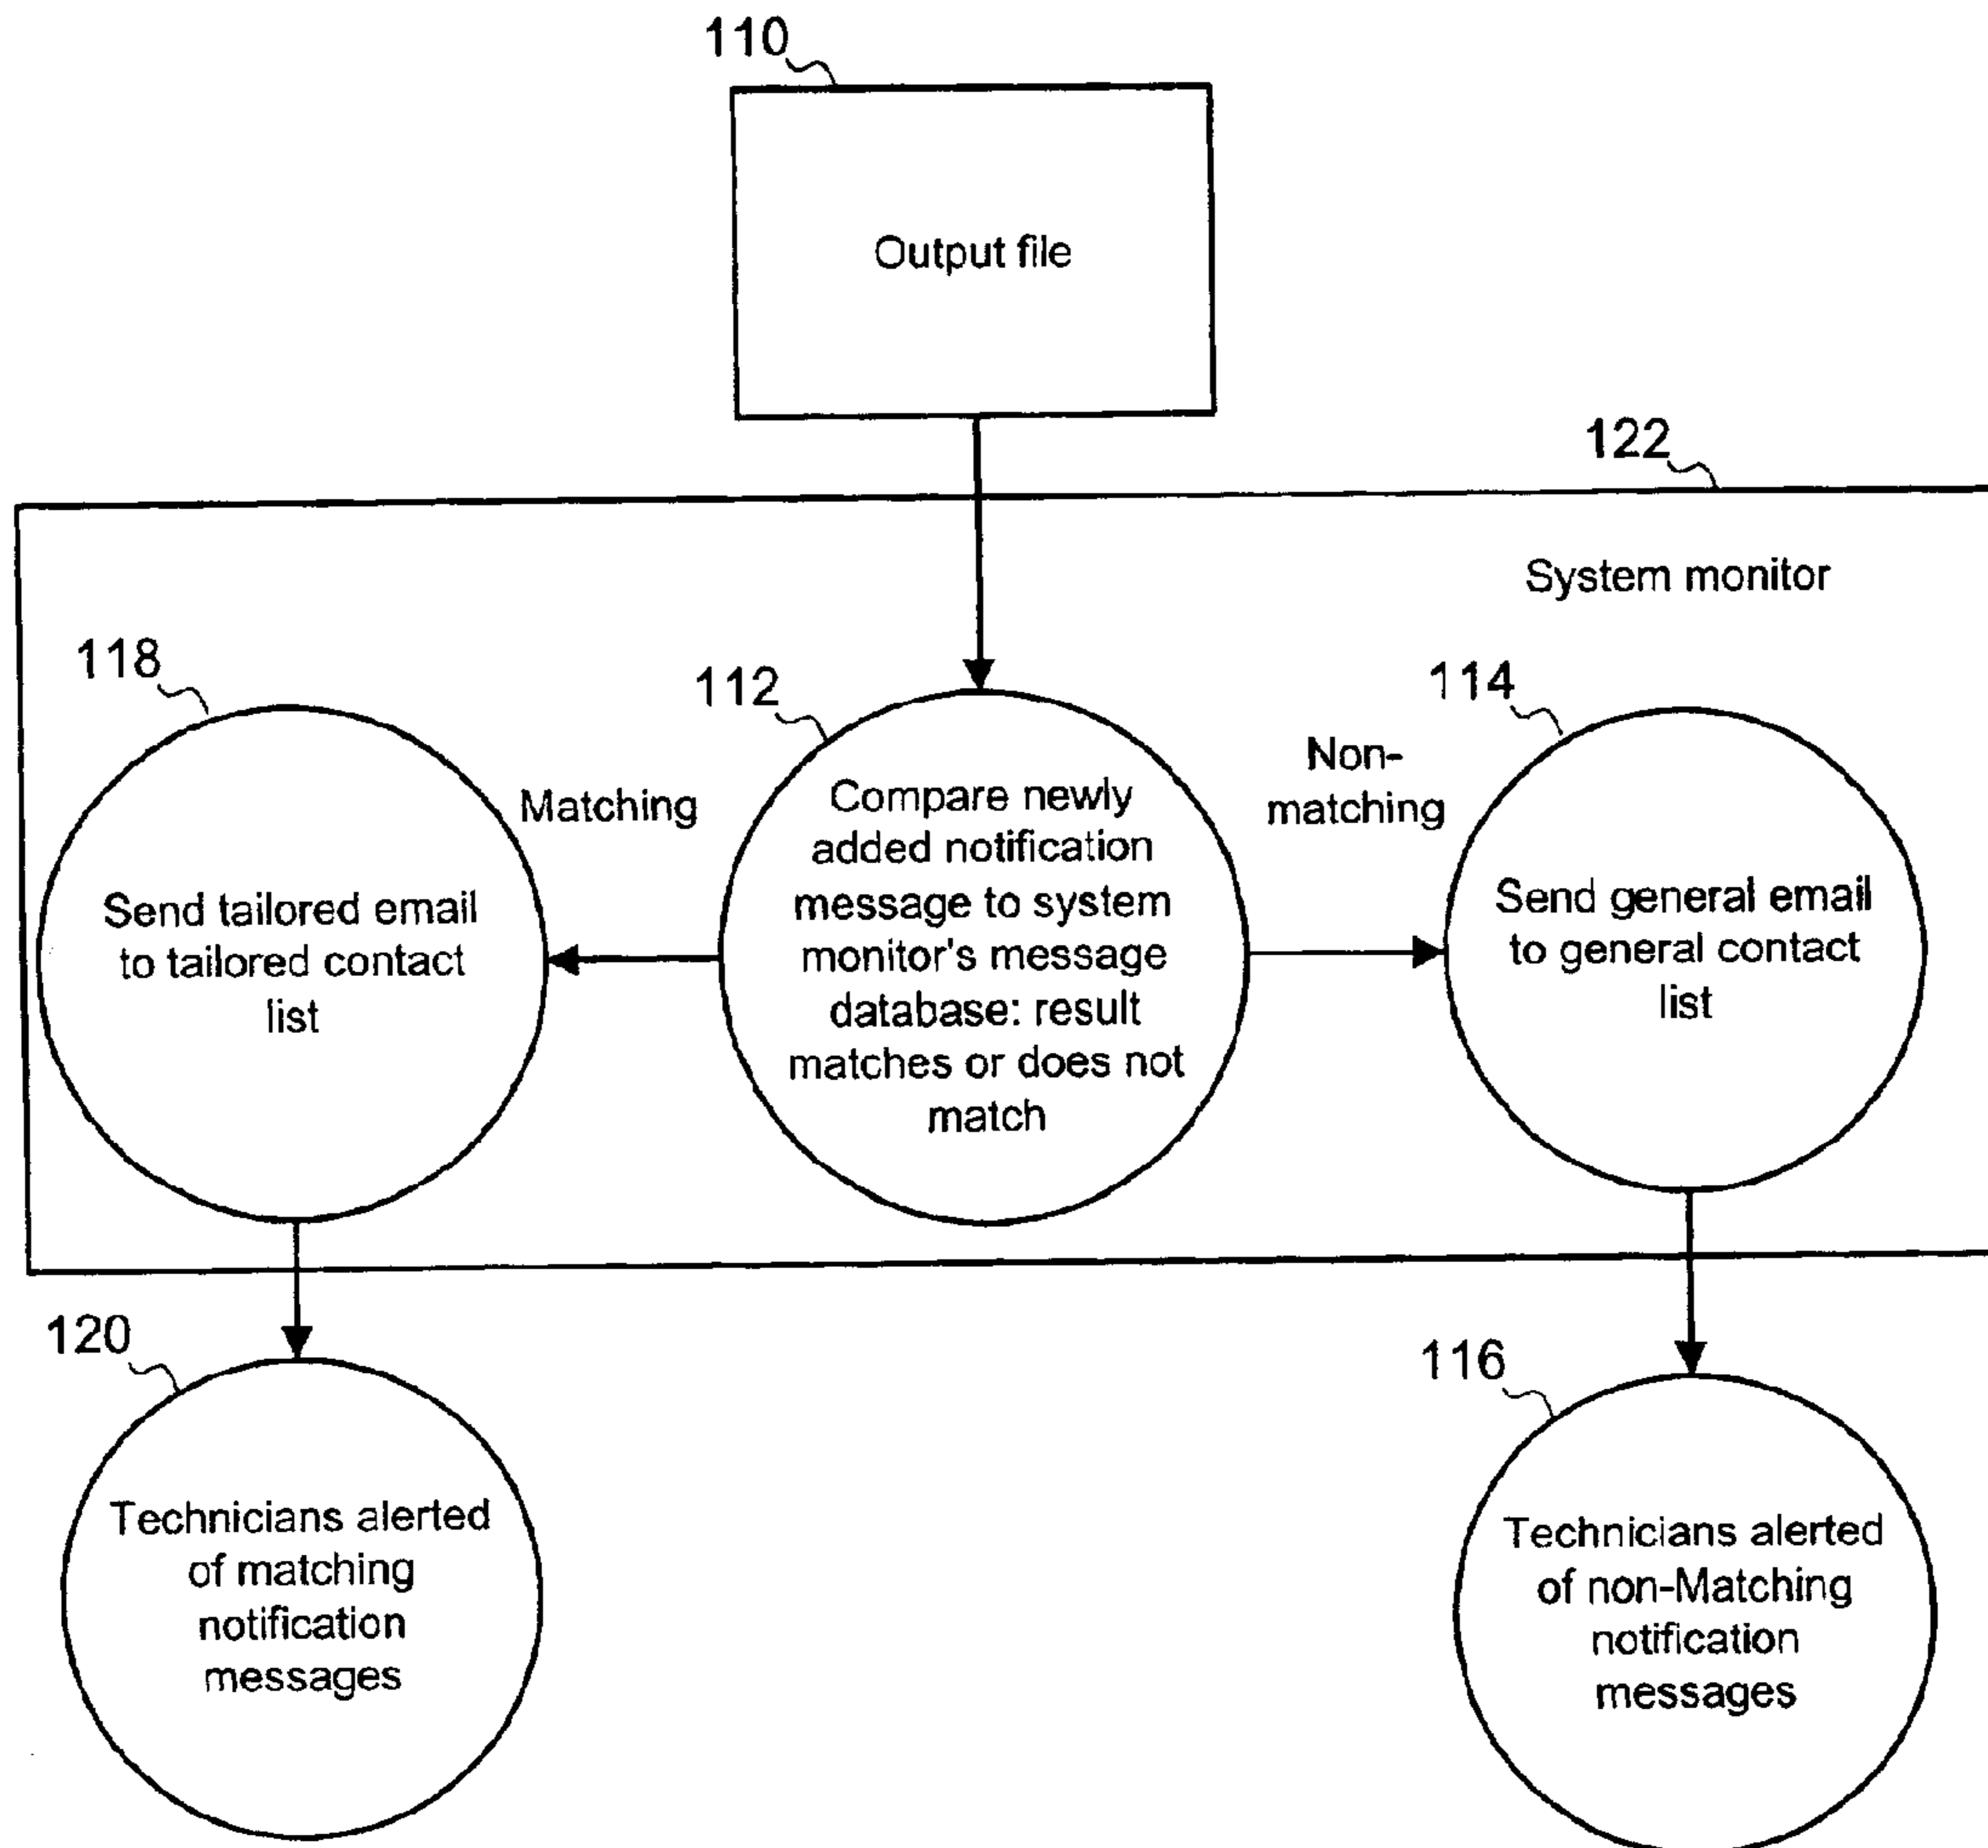 110
Output file
122
System monitor
118
112
114
Matching
Non-
matching
Send tailored email
to tailored contact
list
Compare newly
added notification
message to system
monitor's message
database: result
matches or does not
match
Send general email
to general contact
list
120
116
Technicians alerted
of matching
notification
messages
Technicians alerted
of non-Matching
notification
messages